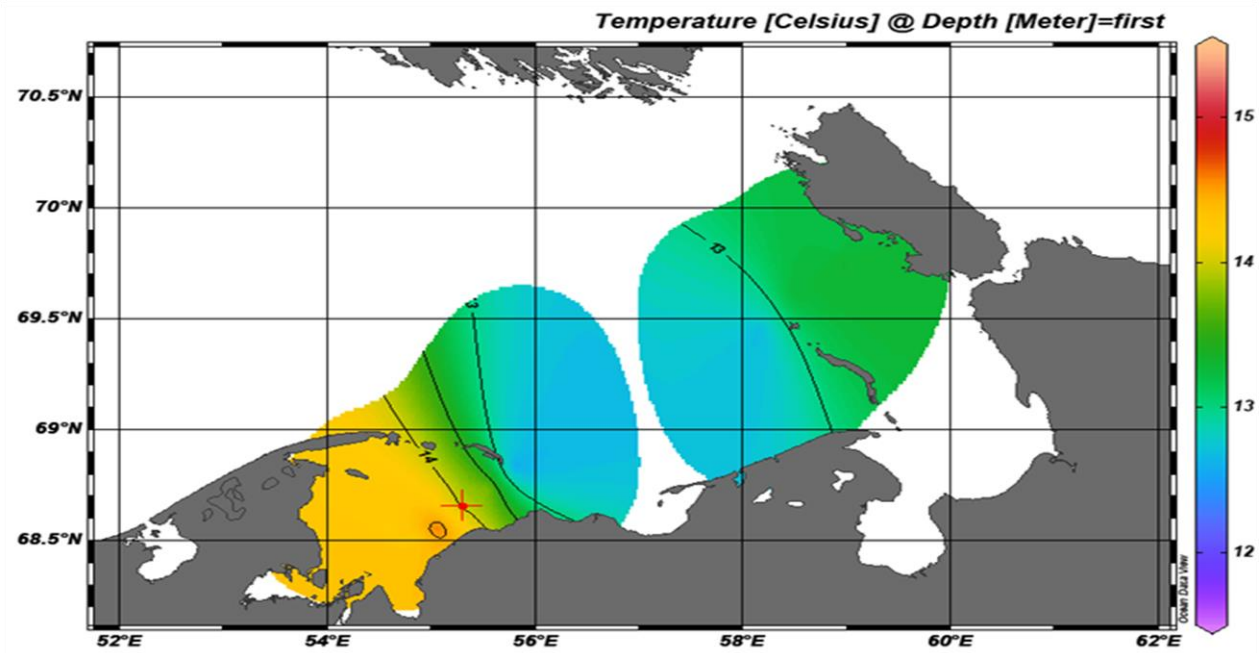 Temperature [Celsius] @ Depth [Meter]=first
70.5°N
70°N
69.5°N
69°N
68.5°N
52°E
54°E
56°E
58°E
60°E
62°E
13
3
14
15
14
13
12
Ocean Data View